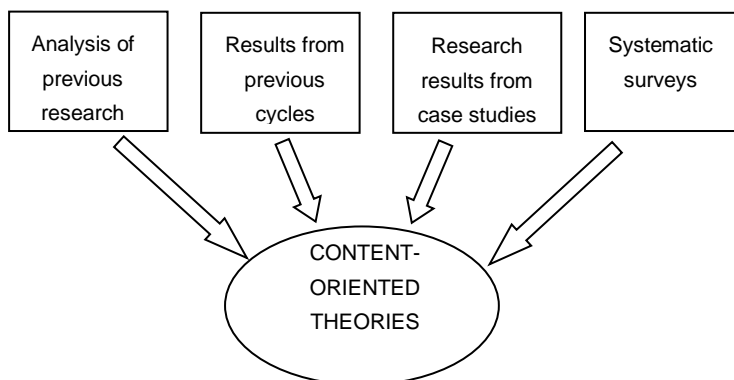 Analysis of
previous
research
Results from
previous
cycles
Research
results from
case studies
Systematic
surveys
CONTENT-
ORIENTED
THEORIES